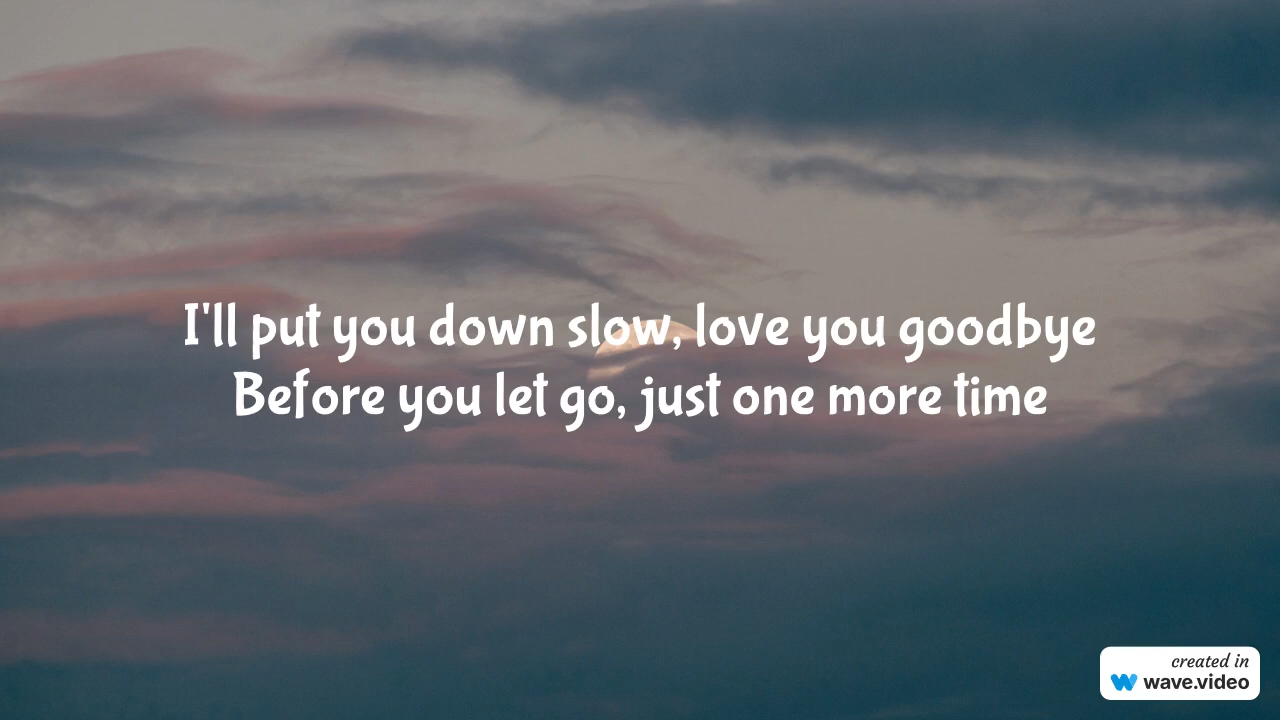 I'll put you down slow, love you goodbye
Before you let go, just one more time
created in
wave.video